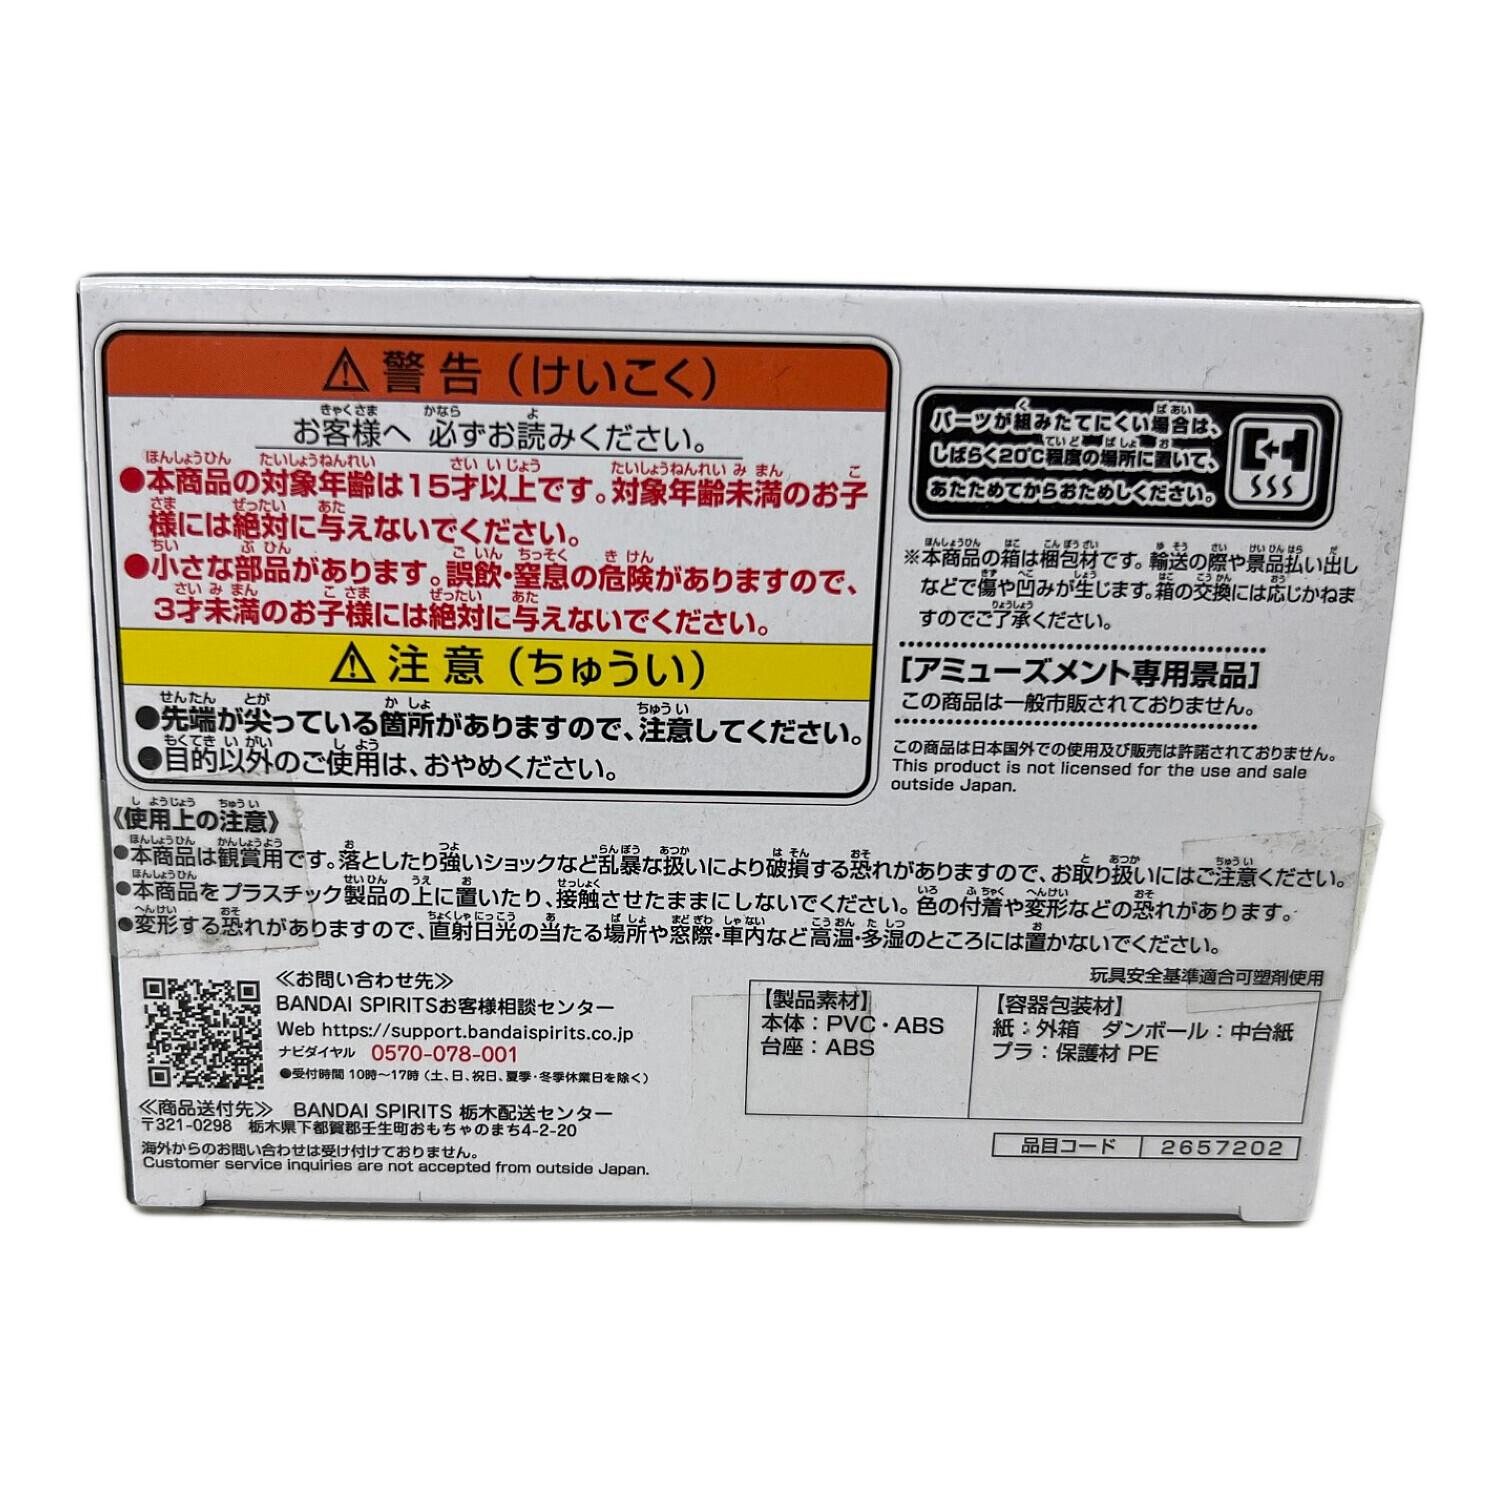 ⚠警告（けいこく）
お客様へ 必ずお読みください。
●本商品の対象年齢は15才以上です。対象年齢未満のお子
様には絶対に与えないでください。
●小さな部品があります。誤飲・窒息の危険がありますので、
3才未満のお子様には絶対に与えないでください。
⚠注意（ちゅうい）
●先端が尖っている箇所がありますので、注意してください。
●目的以外のご使用は、おやめください。
パーツが組みたてにくい場合は、
しばらく20℃程度の場所に置いて、
あたためてからおためしください。
※本商品の箱は梱包材です。輸送の際や景品払い出し
などで傷や凹みが生じます。箱の交換には応じかねま
すのでご了承ください。
[アミューズメント専用景品]
この商品は一般市販されておりません。
この商品は日本国外での使用及び販売は許諾されておりません。
This product is not licensed for the use and sale
outside Japan.
《使用上の注意》
●本商品は観賞用です。落としたり強いショックなど乱暴な扱いにより破損する恐れがありますので、お取り扱いにはご注意ください。
●本商品をプラスチック製品の上に置いたり、接触させたままにしないでください。色の付着や変形などの恐れがあります。
●変形する恐れがありますので、直射日光の当たる場所や窓際・車内など高温・多湿のところには置かないでください。
≪お問い合わせ先≫
BANDAI SPIRITSお客様相談センター
Web https://support.bandaispirits.co.jp
ナビダイヤル 0570-078-001
●受付時間 10時〜17時（土、日、祝日、夏季・冬季休業日を除く）
≪商品送付先≫ BANDAI SPIRITS 栃木配送センター
〒321-0298 栃木県下都賀郡壬生町おもちゃのまち4-2-20
海外からのお問い合わせは受け付けておりません。
Customer service inquiries are not accepted from outside Japan.
玩具安全基準適合可塑剤使用
【製品素材】
本体：PVC・ABS
台座：ABS
【容器包装材】
紙：外箱 ダンボール：中台紙
プラ：保護材 PE
品目コード 2657202